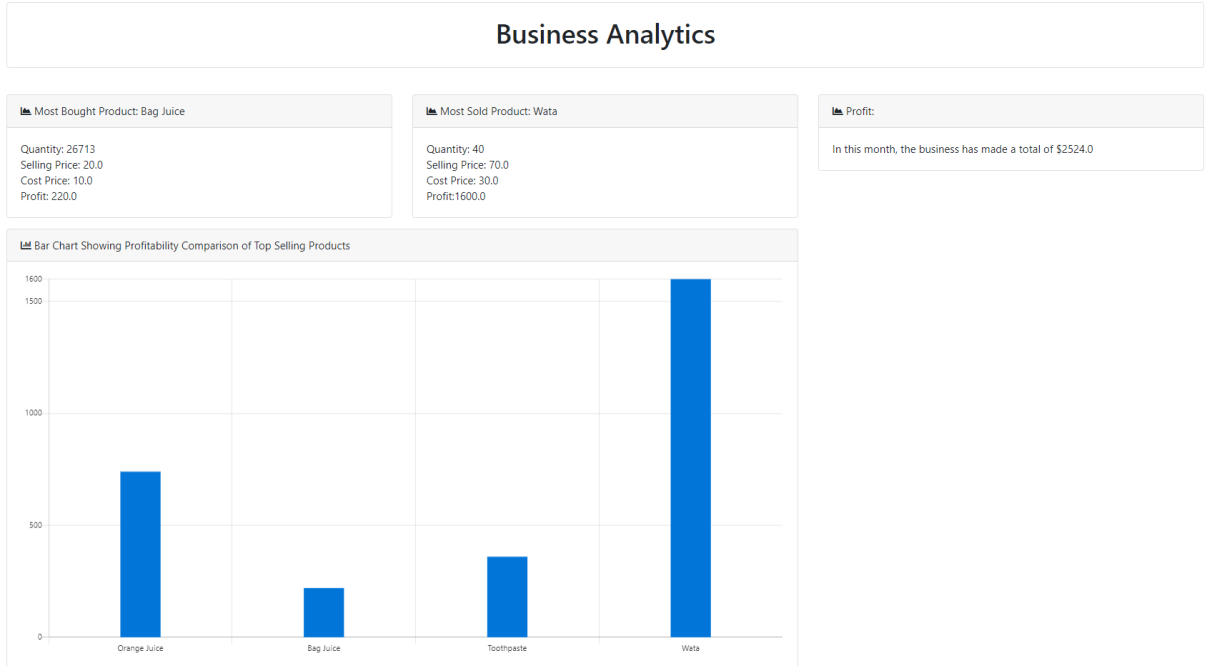 Business Analytics
Most Bought Product: Bag Juice
Quantity: 26713
Selling Price: 20.0
Cost Price: 10.0
Profit: 220.0
Most Sold Product: Wata
Quantity: 40
Selling Price: 70.0
Cost Price: 30.0
Profit:1600.0
Profit:
In this month, the business has made a total of $2524.0
Bar Chart Showing Profitability Comparison of Top Selling Products
1600
1500
1000
500
0
Orange Juice
Bag Juice
Toothpaste
Wata